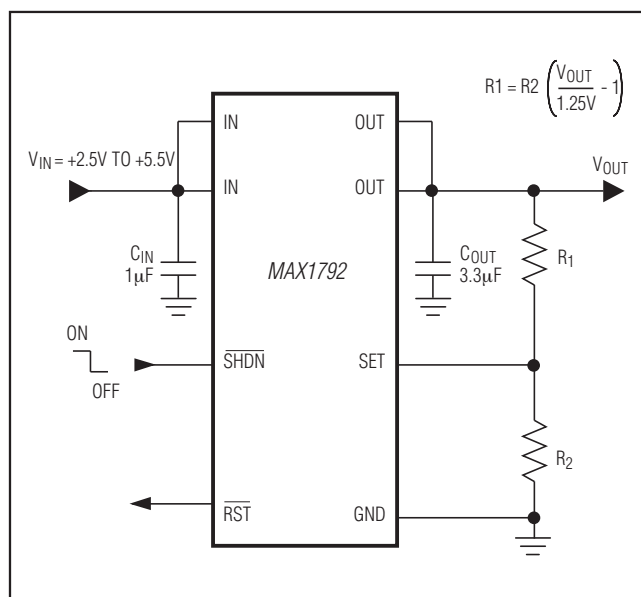 R1 = R2 (VOUT/1.25V - 1)
VIN = +2.5V TO +5.5V
IN
OUT
IN
OUT
VOUT
CIN
1µF
MAX1792
COUT
3.3µF
R1
ON
OFF
SHDN
SET
R2
RST
GND